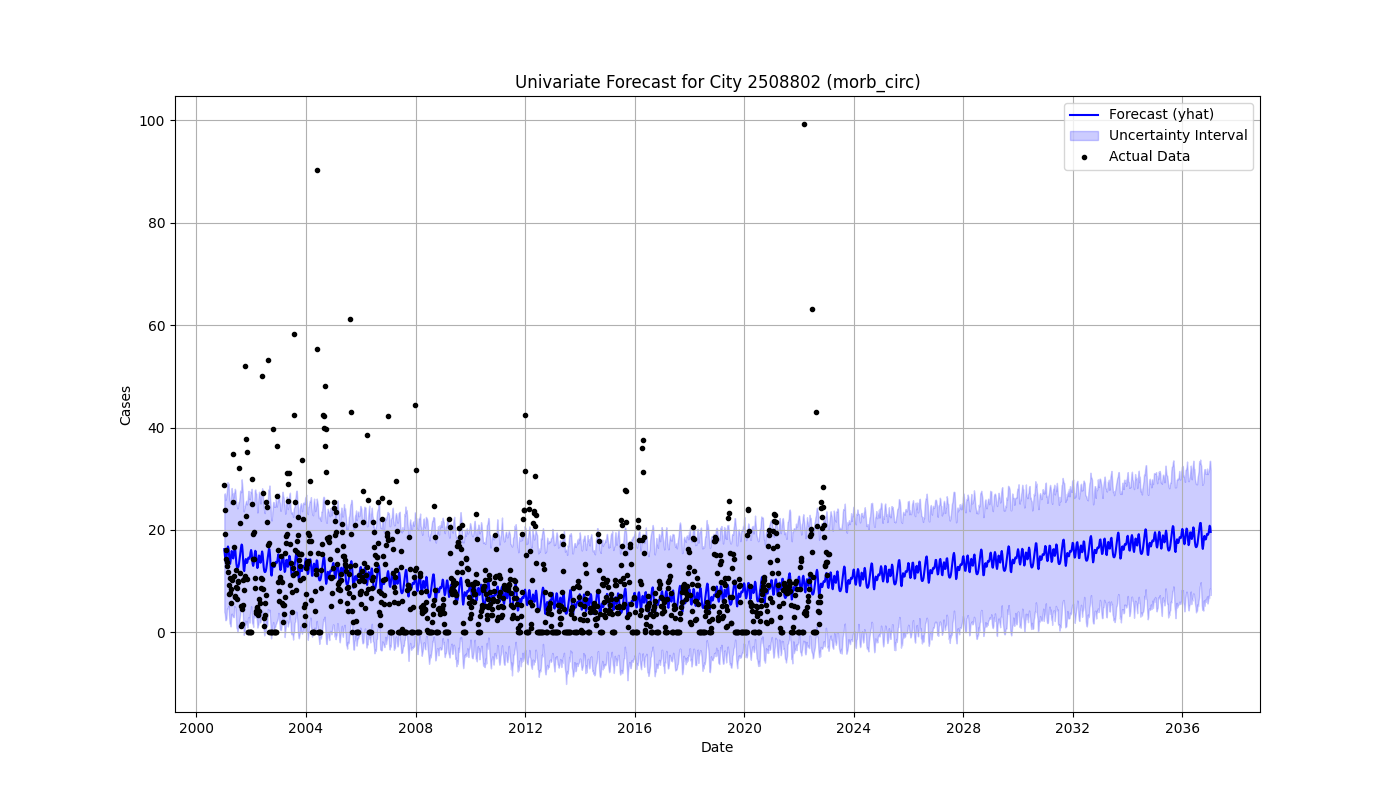 Univariate Forecast for City 2508802 (morb_circ)
Forecast (yhat)
Uncertainty Interval
Actual Data
100
80
60
40
20
0
Cases
2000 2004 2008 2012 2016 2020 2024 2028 2032 2036
Date